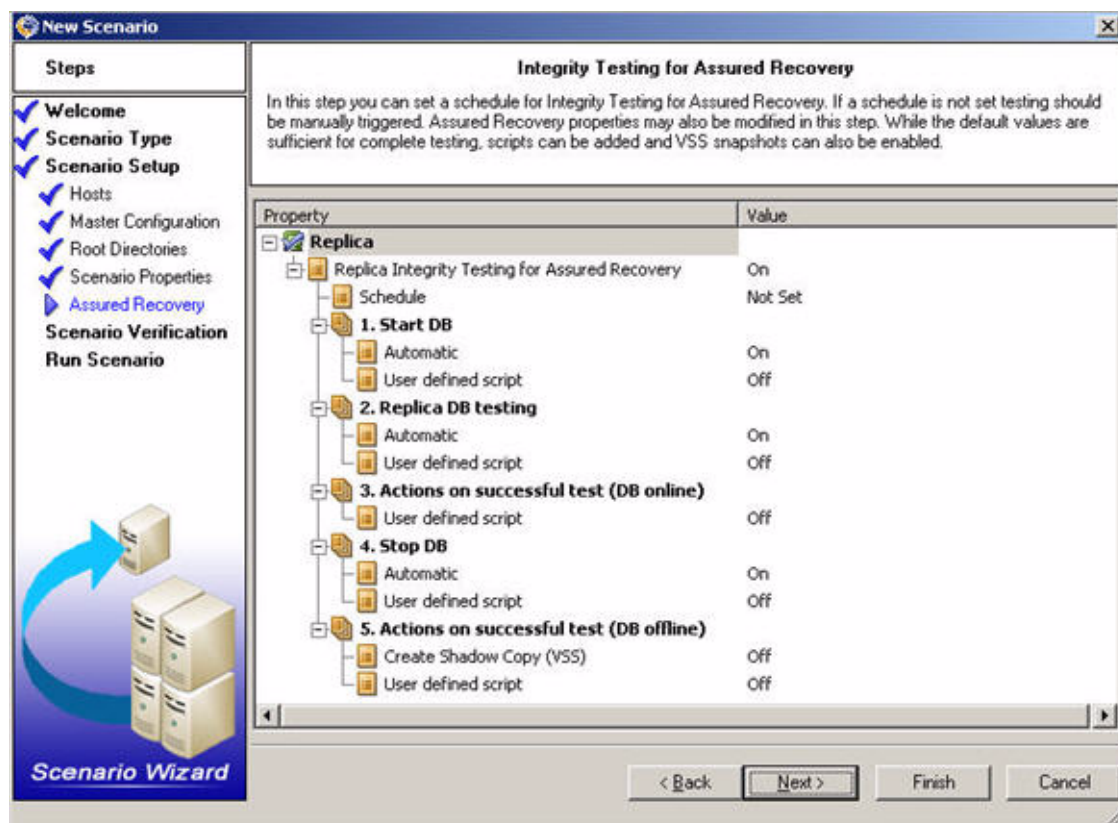 New Scenario
Steps
Welcome
Scenario Type
Scenario Setup
Hosts
Master Configuration
Root Directories
Scenario Properties
Assured Recovery
Scenario Verification
Run Scenario
Scenario Wizard
Integrity Testing for Assured Recovery
In this step you can set a schedule for Integrity Testing for Assured Recovery. If a schedule is not set testing should
be manually triggered. Assured Recovery properties may also be modified in this step. While the default values are
sufficient for complete testing, scripts can be added and VSS snapshots can also be enabled.
Property Value
Replica
Replica Integrity Testing for Assured Recovery On
Schedule Not Set
1. Start DB
Automatic On
User defined script Off
2. Replica DB testing
Automatic On
User defined script Off
3. Actions on successful test (DB online)
User defined script Off
4. Stop DB
Automatic On
User defined script Off
5. Actions on successful test (DB offline)
Create Shadow Copy (VSS) Off
User defined script Off
< Back Next > Finish Cancel